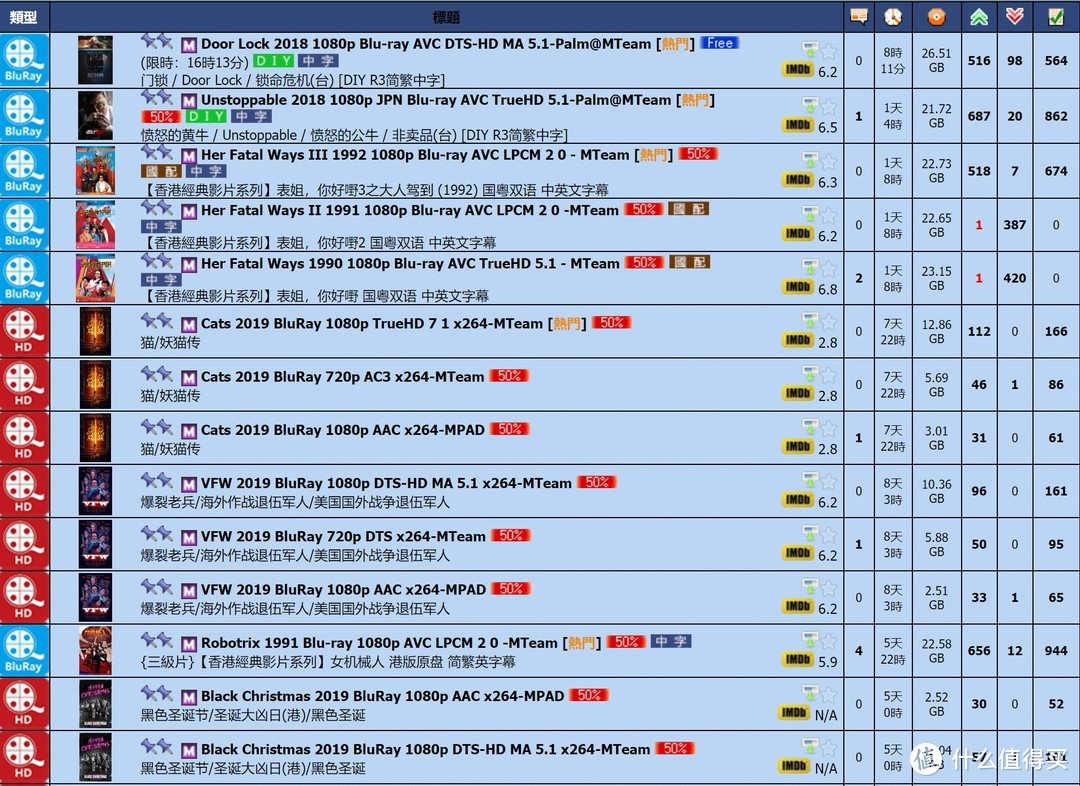 類型 標題
BluRay Door Lock 2018 1080p Blu-ray AVC DTS-HD MA 5.1-Palm@MTeam [熱門] Free
(限時：16時13分) DIY 中字
门锁 / Door Lock / 锁命危机(台) [DIY R3简繁中字]
IMDb 6.2 0 8時 11分 26.51 GB 516 98 564
BluRay Unstoppable 2018 1080p JPN Blu-ray AVC TrueHD 5.1-Palm@MTeam [熱門]
50% DIY 中字
愤怒的黄牛 / Unstoppable / 愤怒的公牛 / 非卖品(台) [DIY R3简繁中字]
IMDb 6.5 1 1天 4時 21.72 GB 687 20 862
BluRay Her Fatal Ways III 1992 1080p Blu-ray AVC LPCM 2 0 - MTeam [熱門] 50%
國配 中字
【香港經典影片系列】表姐，你好嘢3之大人驾到 (1992) 国粤双语 中英文字幕
IMDb 6.3 0 1天 8時 22.73 GB 518 7 674
BluRay Her Fatal Ways II 1991 1080p Blu-ray AVC LPCM 2 0 -MTeam 50% 國配
中字
【香港經典影片系列】表姐，你好嘢2 国粤双语 中英文字幕
IMDb 6.2 0 1天 8時 22.65 GB 1 387 0
BluRay Her Fatal Ways 1990 1080p Blu-ray AVC TrueHD 5.1 - MTeam 50% 國配
中字
【香港經典影片系列】表姐，你好嘢 国粤双语 中英文字幕
IMDb 6.8 2 1天 8時 23.15 GB 1 420 0
HD Cats 2019 BluRay 1080p TrueHD 7 1 x264-MTeam [熱門] 50%
猫/妖猫传
IMDb 2.8 0 7天 22時 12.86 GB 112 0 166
HD Cats 2019 BluRay 720p AC3 x264-MTeam 50%
猫/妖猫传
IMDb 2.8 0 7天 22時 5.69 GB 46 1 86
HD Cats 2019 BluRay 1080p AAC x264-MPAD 50%
猫/妖猫传
IMDb 2.8 1 7天 22時 3.01 GB 31 0 61
HD VFW 2019 BluRay 1080p DTS-HD MA 5.1 x264-MTeam 50%
爆裂老兵/海外作战退伍军人/美国国外战争退伍军人
IMDb 6.2 0 8天 3時 10.36 GB 96 0 161
HD VFW 2019 BluRay 720p DTS x264-MTeam 50%
爆裂老兵/海外作战退伍军人/美国国外战争退伍军人
IMDb 6.2 1 8天 3時 5.88 GB 50 0 95
HD VFW 2019 BluRay 1080p AAC x264-MPAD 50%
爆裂老兵/海外作战退伍军人/美国国外战争退伍军人
IMDb 6.2 0 8天 3時 2.51 GB 33 1 65
BluRay Robotrix 1991 Blu-ray 1080p AVC LPCM 2 0 -MTeam [熱門] 50% 中字
{三級片}【香港經典影片系列】女机械人 港版原盘 简繁英字幕
IMDb 5.9 4 5天 22時 22.58 GB 656 12 944
HD Black Christmas 2019 BluRay 1080p AAC x264-MPAD 50%
黑色圣诞节/圣诞大凶日(港)/黑色圣诞
IMDb N/A 0 5天 0時 2.52 GB 30 0 52
HD Black Christmas 2019 BluRay 1080p DTS-HD MA 5.1 x264-MTeam 50%
黑色圣诞节/圣诞大凶日(港)/黑色圣诞
IMDb N/A 0 5天 0時
值 什么值得买